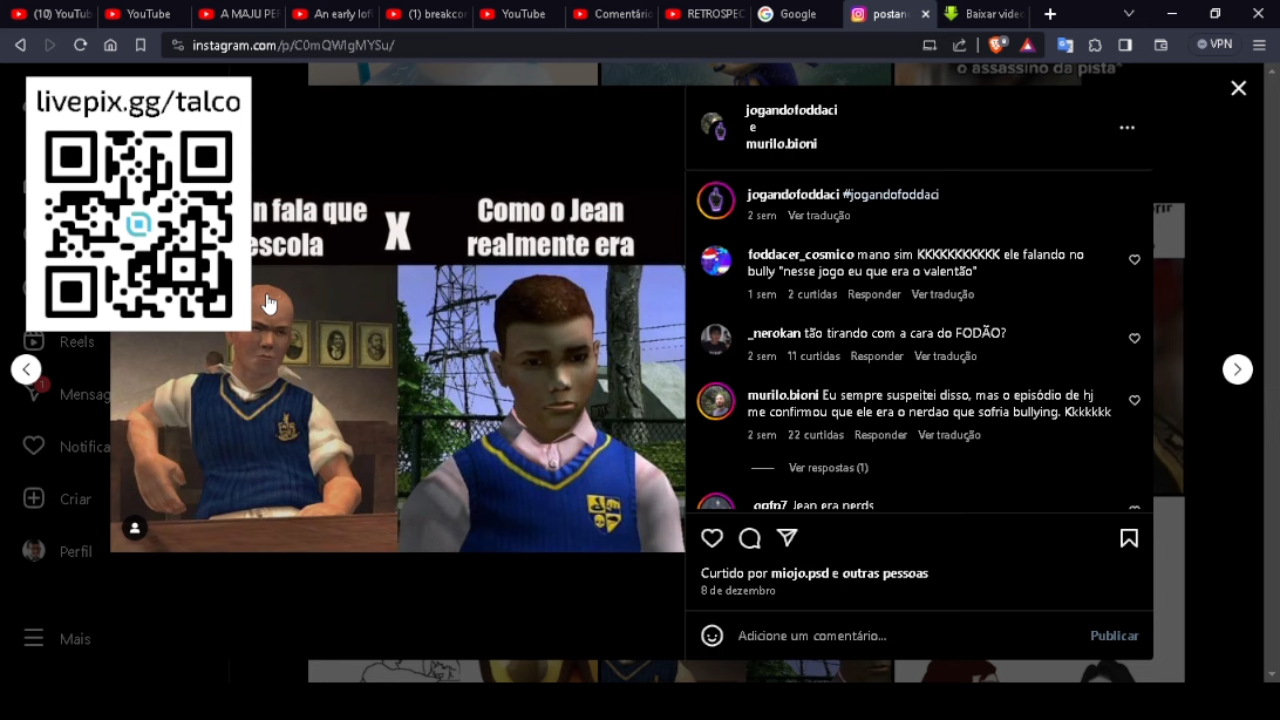 (10) YouTub
YouTube
A MAJU PE
An early lofi
(1) breakco
YouTube
Comentário
RETROSPEC
Google
postan
Baixar video
instagram.com/p/C0mQWIgMYSu/
VPN
o assassino da pista"
livepix.gg/talco
n fala que
escola
X
Como o Jean
realmente era
Reels
1
Mensag
Notifica
Criar
Perfil
Mais
jogandofoddaci
e
murilo.bioni
jogandofoddaci #jogandofoddaci
2 sem Ver tradução
foddacer_cosmico mano sim KKKKKKKKKKK ele falando no
bully "nesse jogo eu que era o valentão"
1 sem 2 curtidas Responder Ver tradução
_nerokan tão tirando com a cara do FODÃO?
2 sem 11 curtidas Responder Ver tradução
murilo.bioni Eu sempre suspeitei disso, mas o episódio de hj
me confirmou que ele era o nerdao que sofria bullying. Kkkkkkk
2 sem 22 curtidas Responder Ver tradução
Ver respostas (1)
Jean era nerds
Curtido por miojo.psd e outras pessoas
8 de dezembro
Adicione um comentário...
Publicar